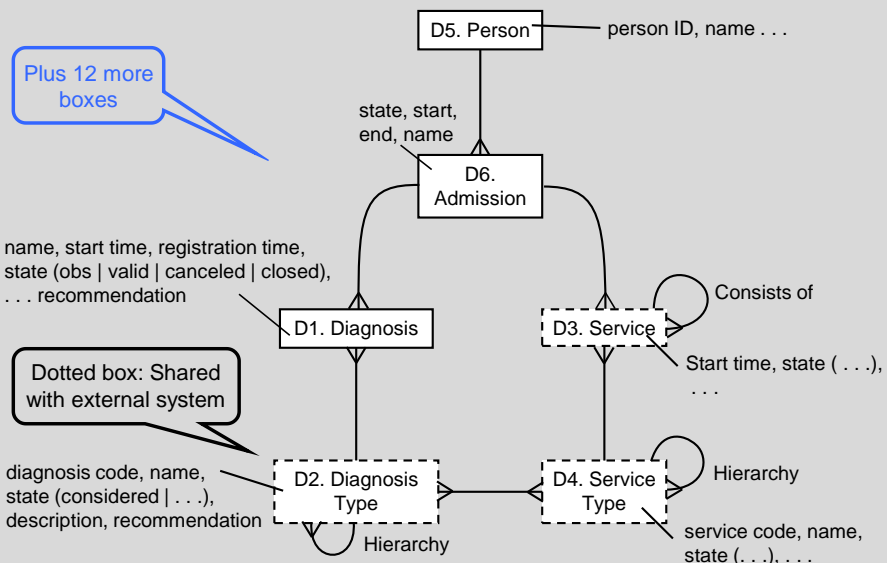 D5. Person
person ID, name . . .
Plus 12 more
boxes
state, start,
end, name
D6.
Admission
name, start time, registration time,
state (obs | valid | canceled | closed),
. . . recommendation
D1. Diagnosis
D3. Service
Consists of
Start time, state ( . . .),
. . .
Dotted box: Shared
with external system
diagnosis code, name,
state (considered | . . .),
description, recommendation
D2. Diagnosis
Type
Hierarchy
D4. Service
Type
Hierarchy
service code, name,
state (. . .), . . .